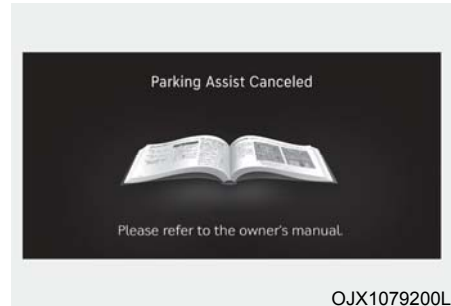 Parking Assist Canceled
Please refer to the owner's manual.
OJX1079200L